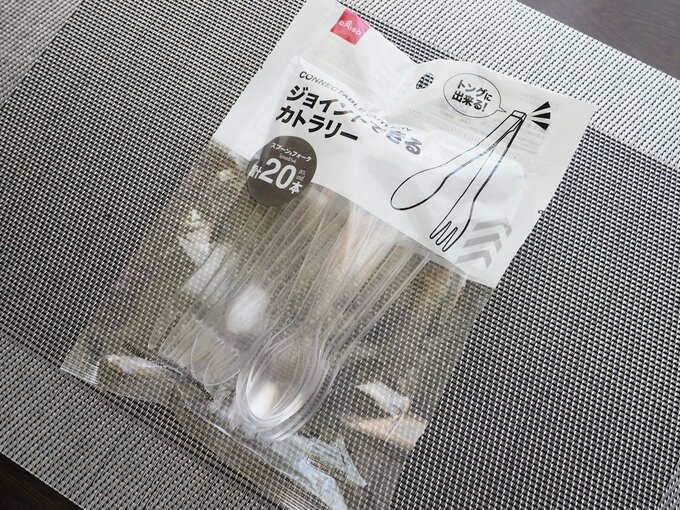 DAISO
CONNECTABLE
ジョイントできる
カトラリー
トングに
出来る!
スプーン&フォーク
計20本